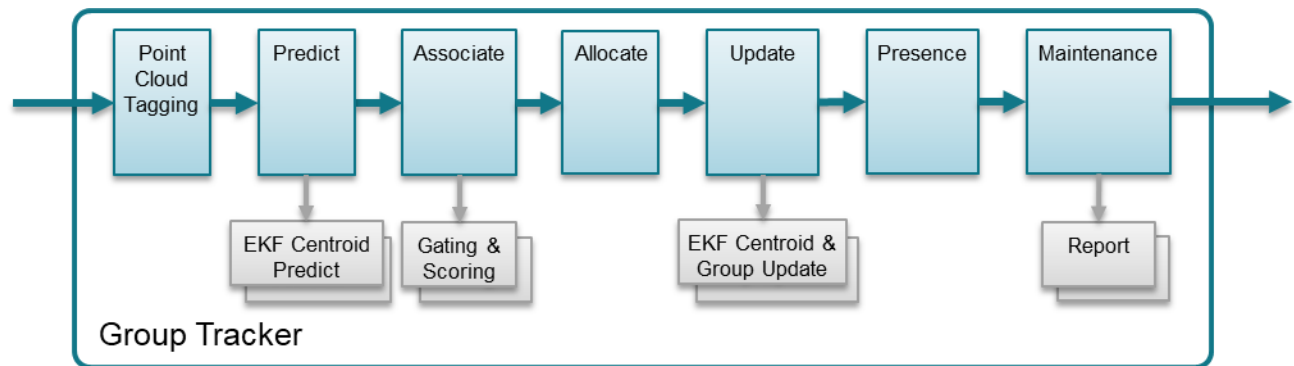 Point
Cloud
Tagging
Predict
Associate
Allocate
Update
Presence
Maintenance
EKF Centroid
Predict
Gating &
Scoring
EKF Centroid &
Group Update
Report
Group Tracker